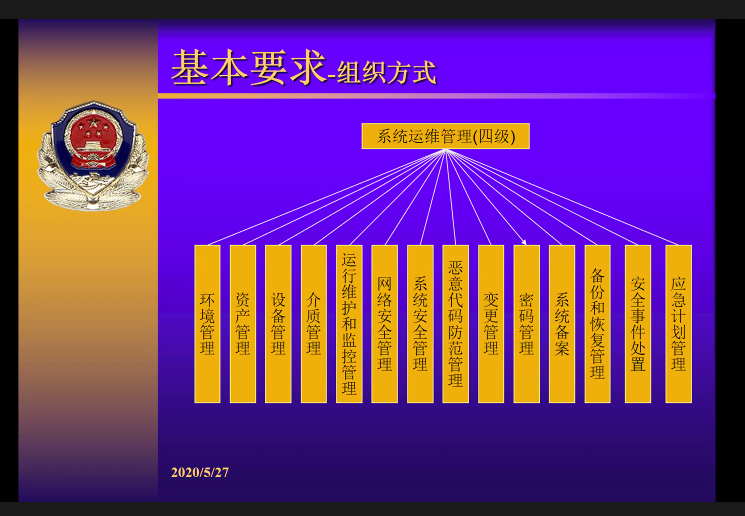 基本要求-组织方式
系统运维管理(四级)
环境管理
资产管理
设备管理
介质管理
运行维护和监控管理
网络安全管理
系统安全管理
恶意代码防范管理
变更管理
密码管理
系统备案
备份和恢复管理
安全事件处置
应急计划管理
2020/5/27